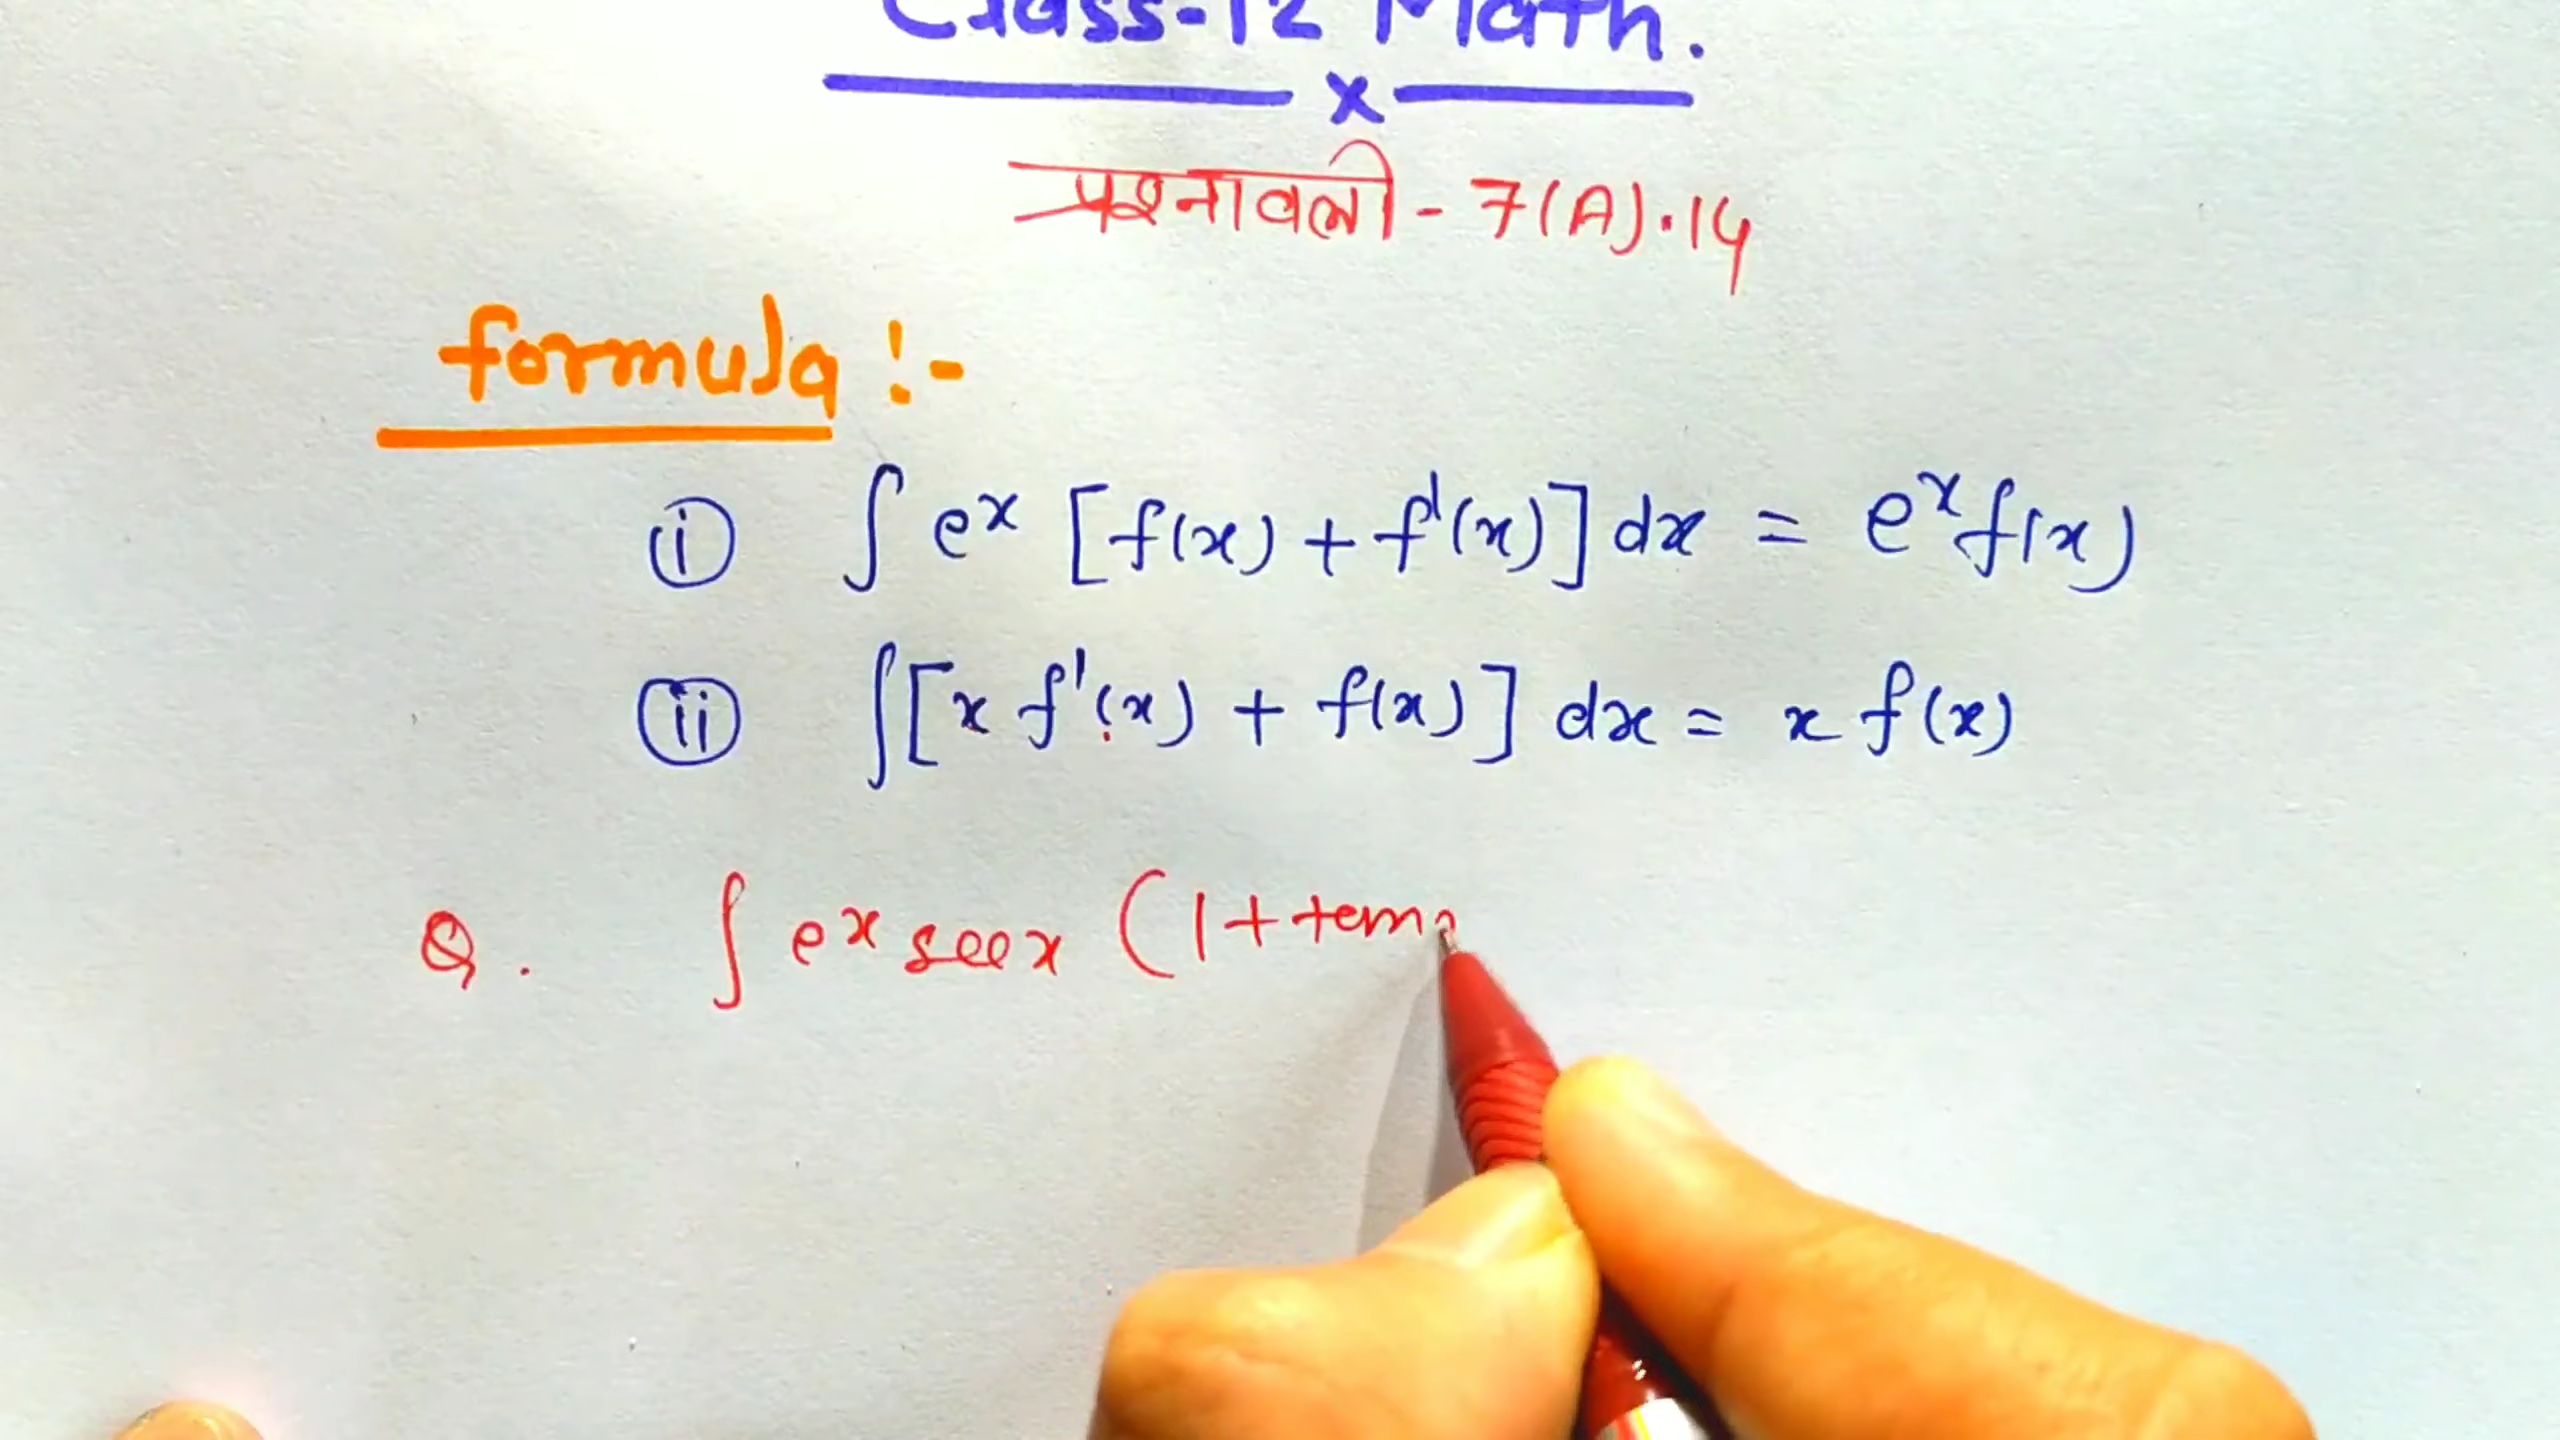 Class-12 Math.
x
प्रश्नावली - 7(A).14
formula :-
(i) ∫ eˣ [f(x) + f'(x)] dx = eˣ f(x)
(ii) ∫ [x f'(x) + f(x)] dx = x f(x)
Q. ∫ eˣ secx (1 + tan